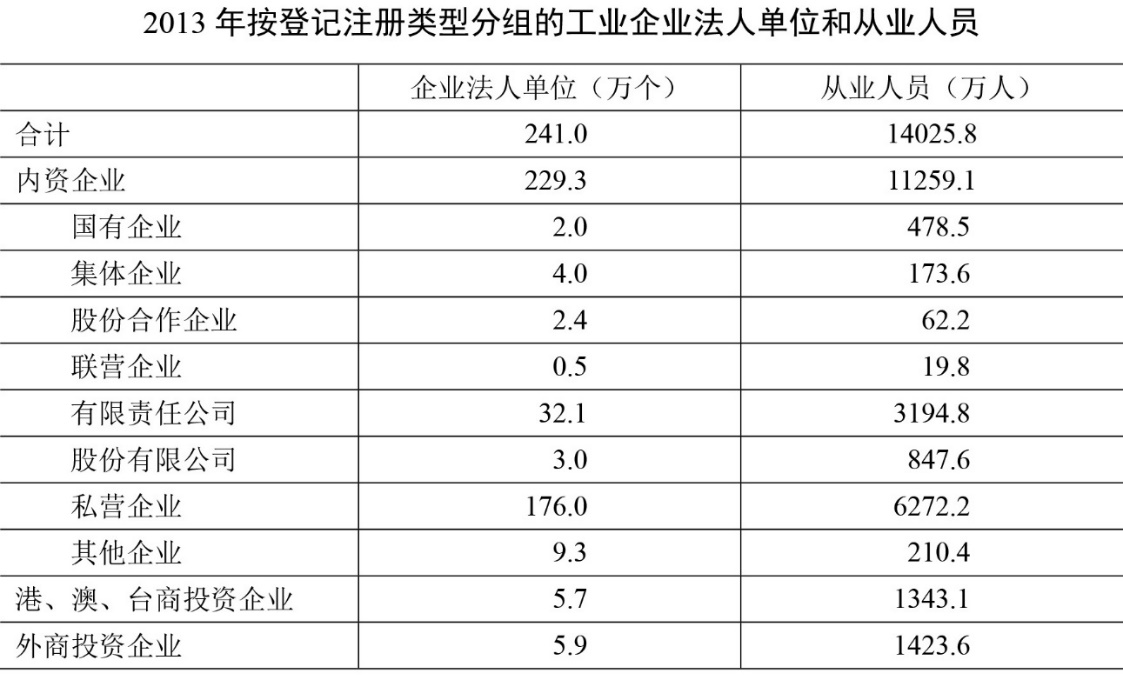 2013 年按登记注册类型分组的工业企业法人单位和从业人员
企业法人单位（万个） 从业人员（万人）
合计 241.0 14025.8
内资企业 229.3 11259.1
国有企业 2.0 478.5
集体企业 4.0 173.6
股份合作企业 2.4 62.2
联营企业 0.5 19.8
有限责任公司 32.1 3194.8
股份有限公司 3.0 847.6
私营企业 176.0 6272.2
其他企业 9.3 210.4
港、澳、台商投资企业 5.7 1343.1
外商投资企业 5.9 1423.6